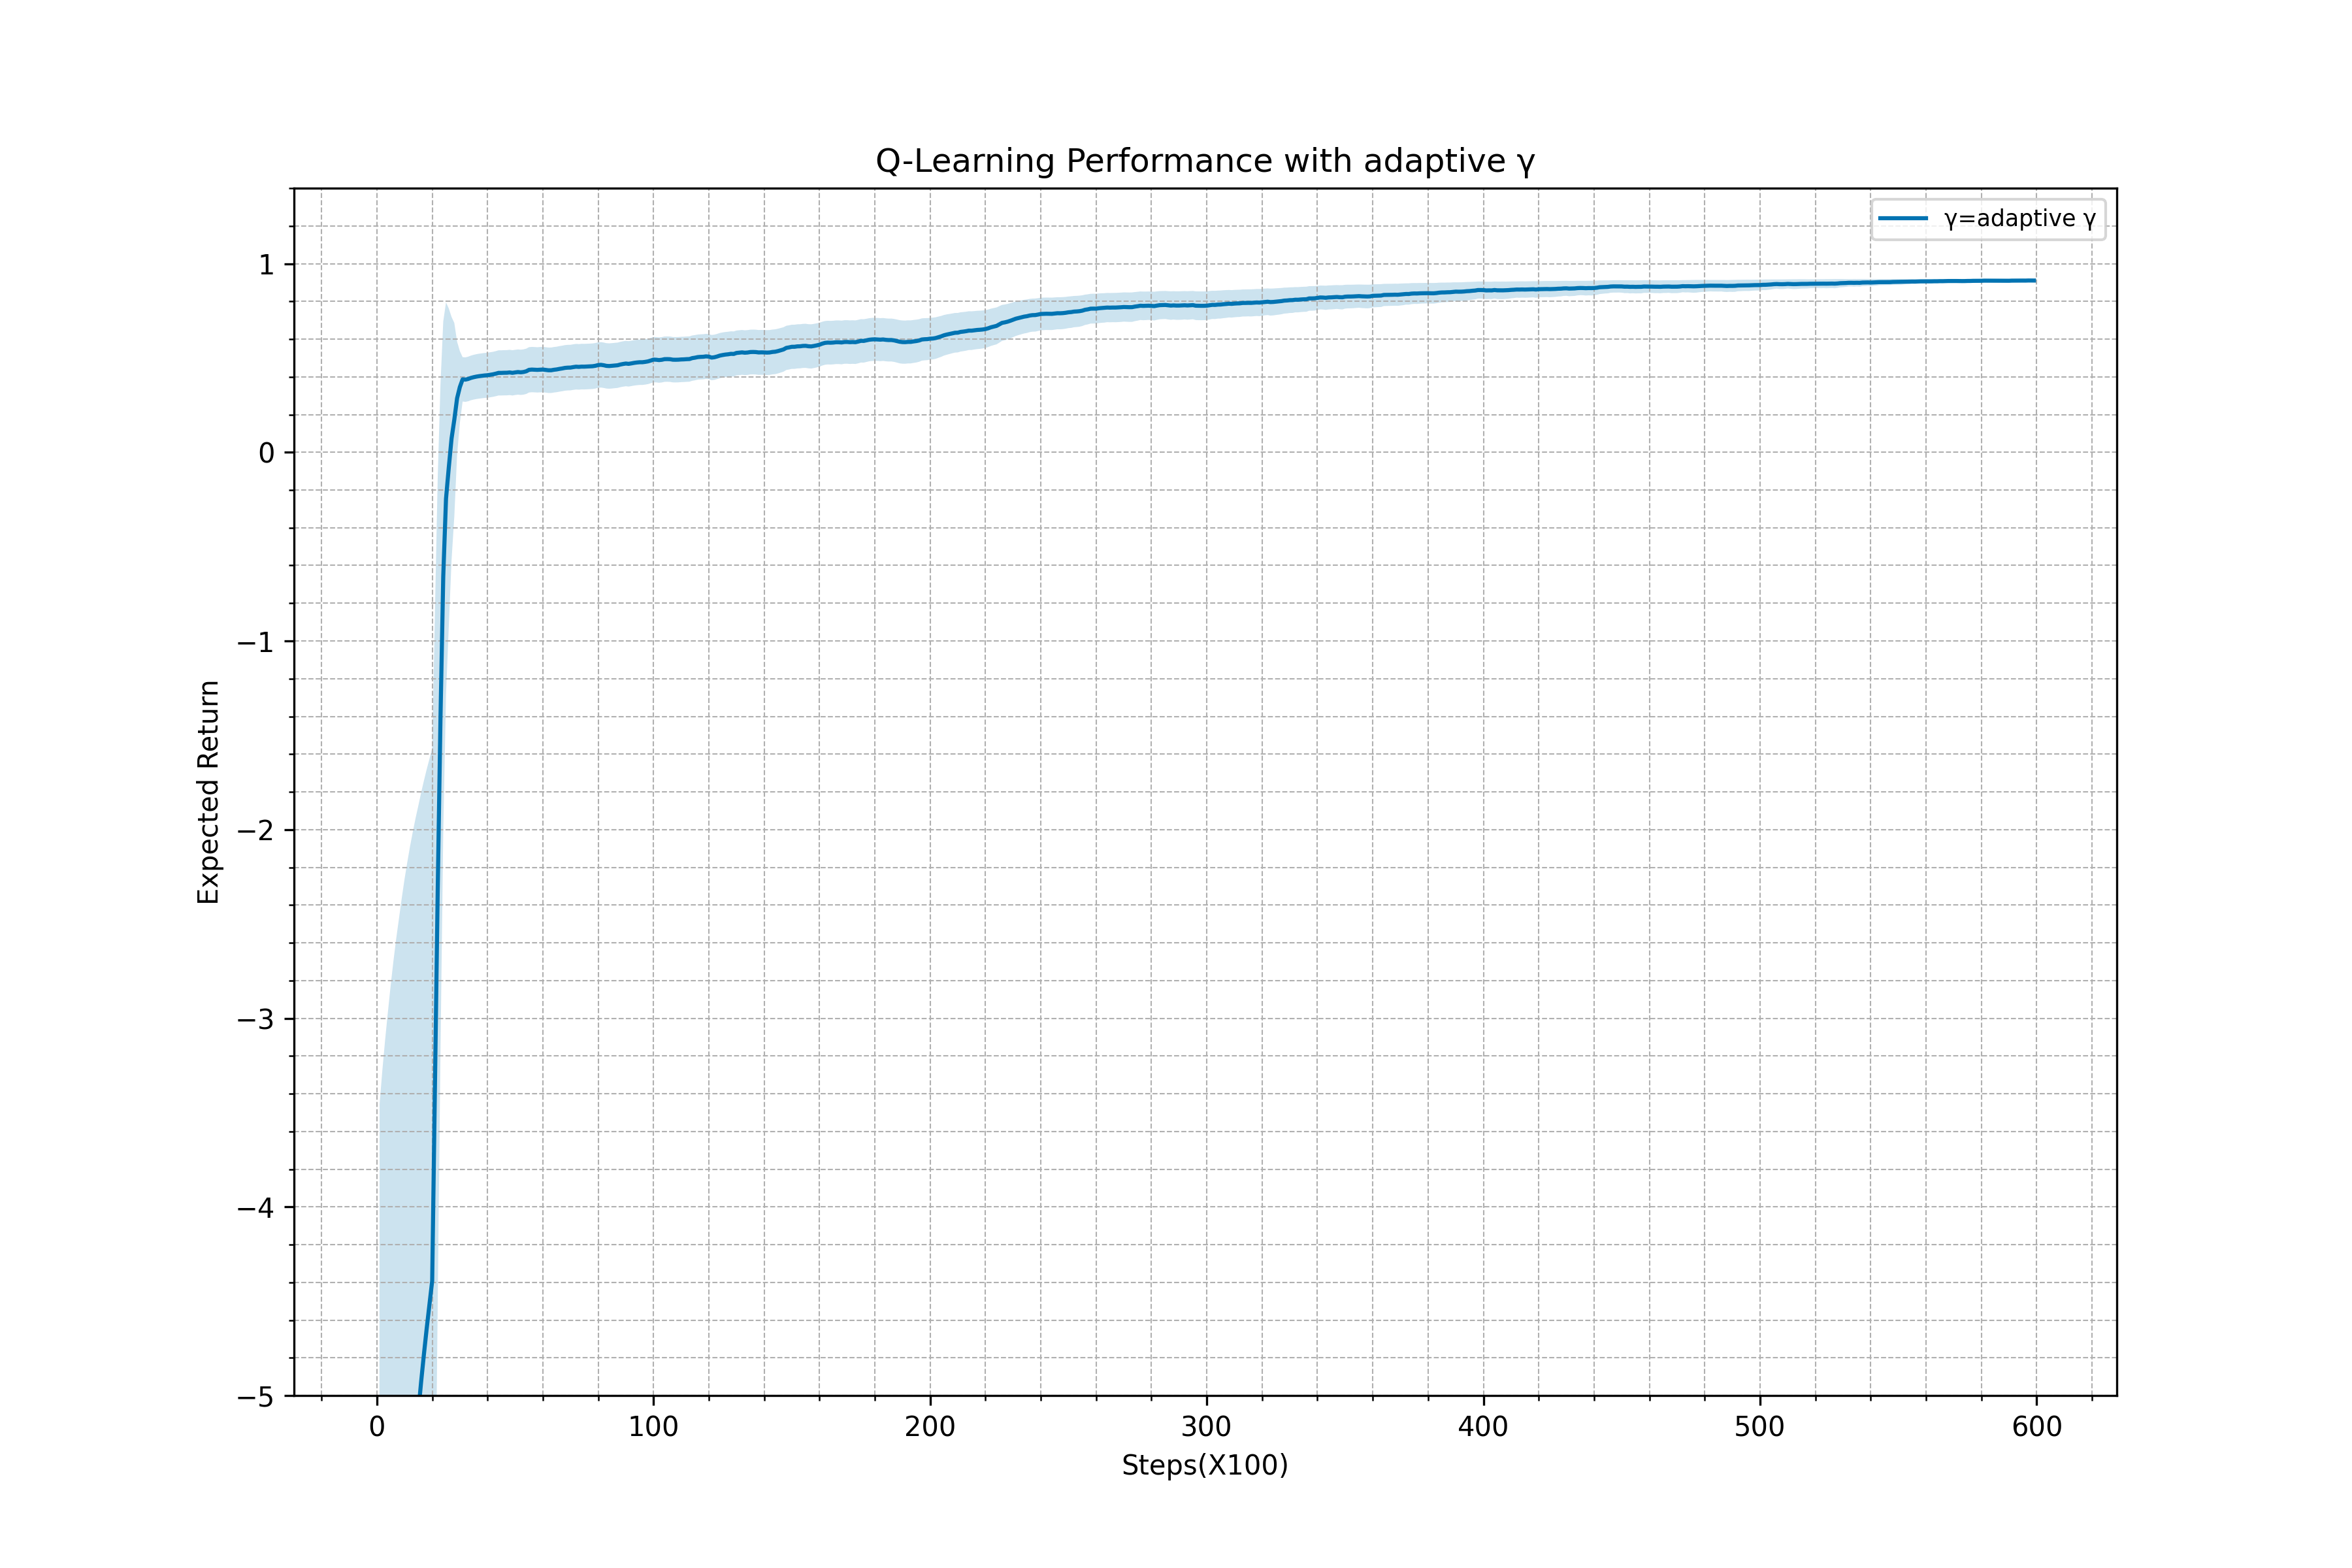 Q-Learning Performance with adaptive γ
γ=adaptive γ
1
0
−1
−2
−3
−4
−5
Expected Return
0 100 200 300 400 500 600
Steps(X100)